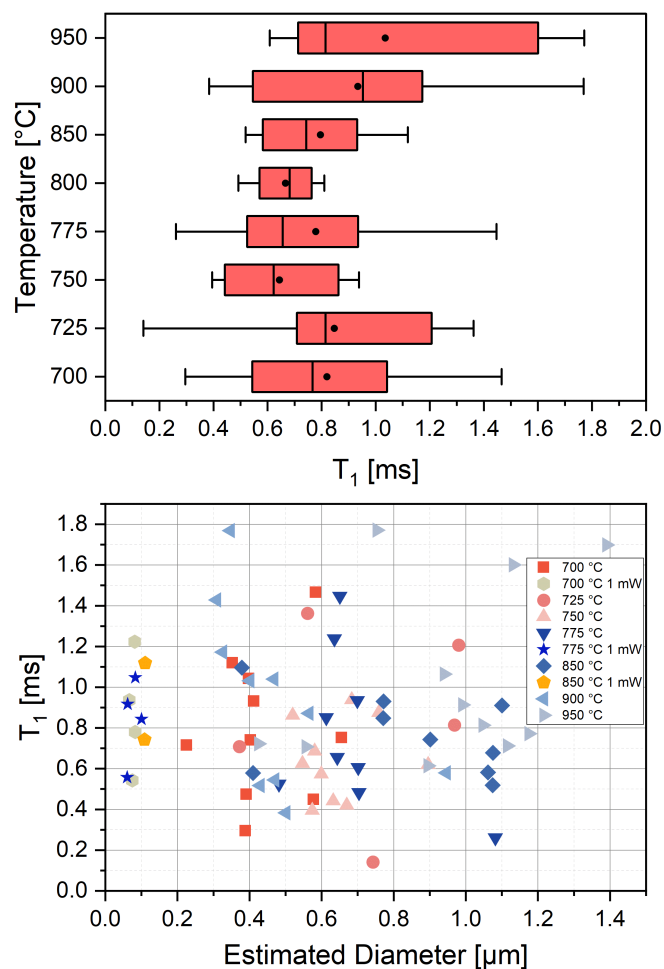 950
900
850
800
775
750
725
700
Temperature [°C]
0.0 0.2 0.4 0.6 0.8 1.0 1.2 1.4 1.6 1.8 2.0
T₁ [ms]
1.8
1.6
1.4
1.2
1.0
0.8
0.6
0.4
0.2
0.0
T₁ [ms]
700 °C
700 °C 1 mW
725 °C
750 °C
775 °C
775 °C 1 mW
850 °C
850 °C 1 mW
900 °C
950 °C
0.0 0.2 0.4 0.6 0.8 1.0 1.2 1.4
Estimated Diameter [µm]